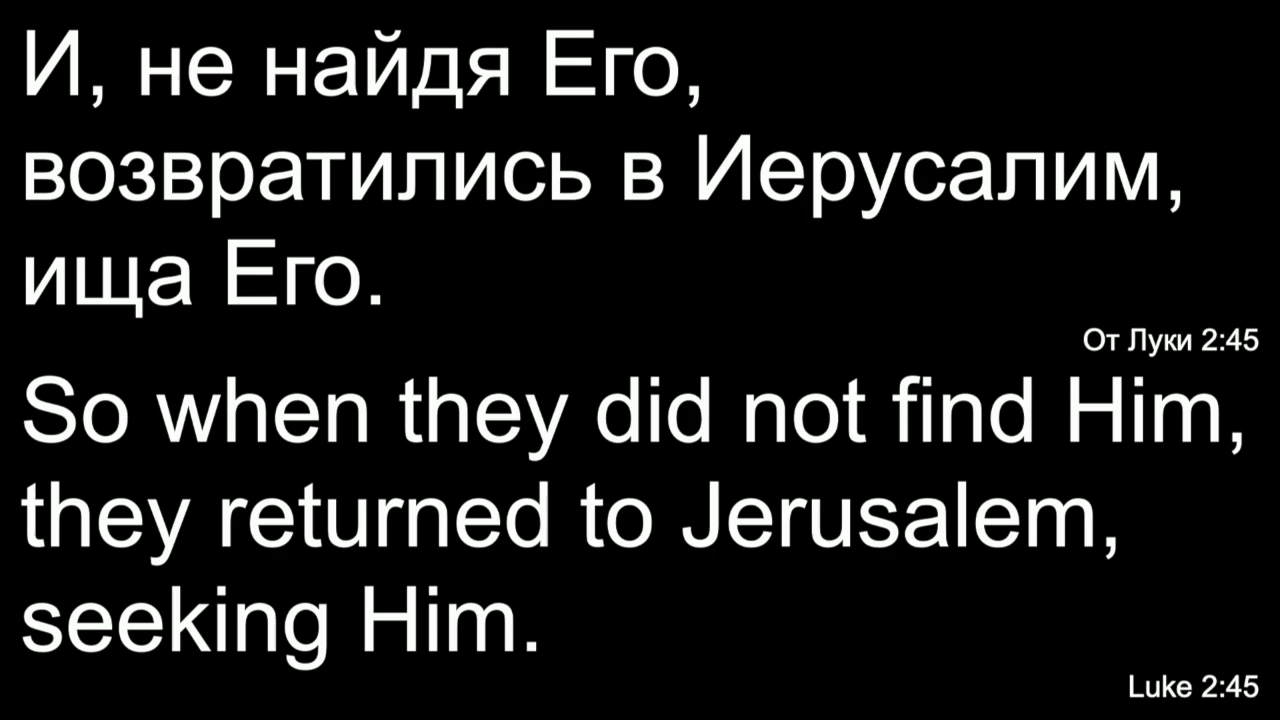 И, не найдя Его,
возвратились в Иерусалим,
ища Его.
От Луки 2:45
So when they did not find Him,
they returned to Jerusalem,
seeking Him.
Luke 2:45